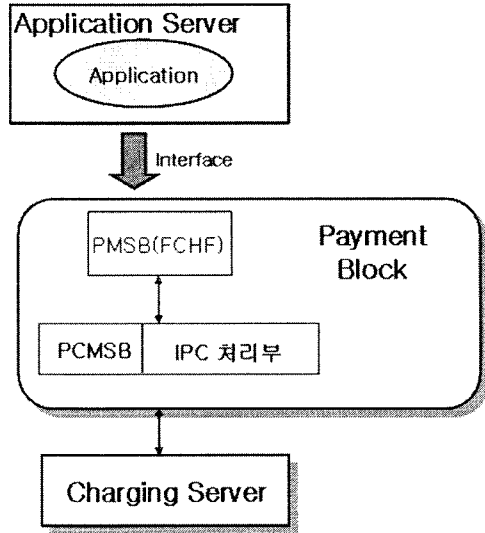 Application Server
Application
Interface
PMSB(FCHF)
Payment
Block
PCMSB
IPC 처리부
Charging Server